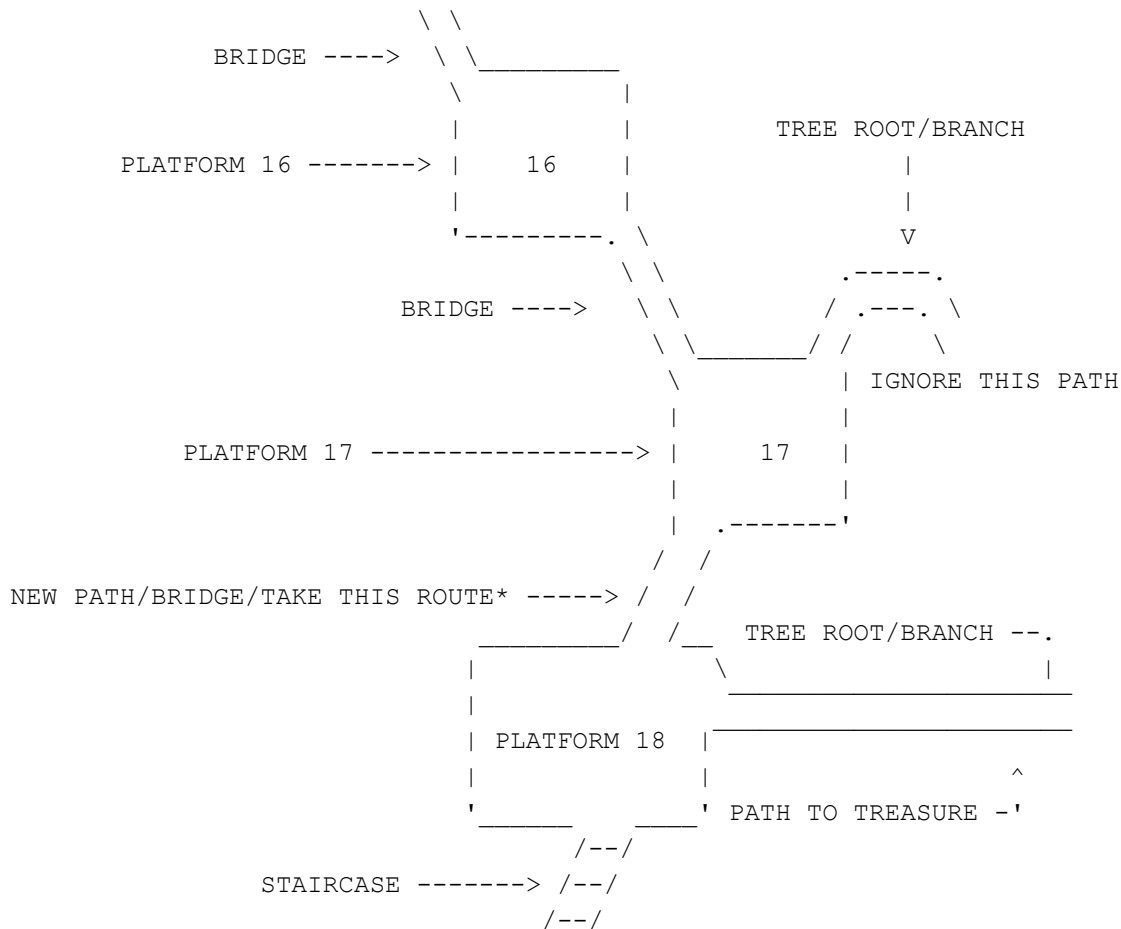 BRIDGE ---->
TREE ROOT/BRANCH
PLATFORM 16 -------> 16
BRIDGE ---->
IGNORE THIS PATH
PLATFORM 17 -----------------> 17
NEW PATH/BRIDGE/TAKE THIS ROUTE* ----->
TREE ROOT/BRANCH --.
PLATFORM 18
PATH TO TREASURE -'
STAIRCASE ------->